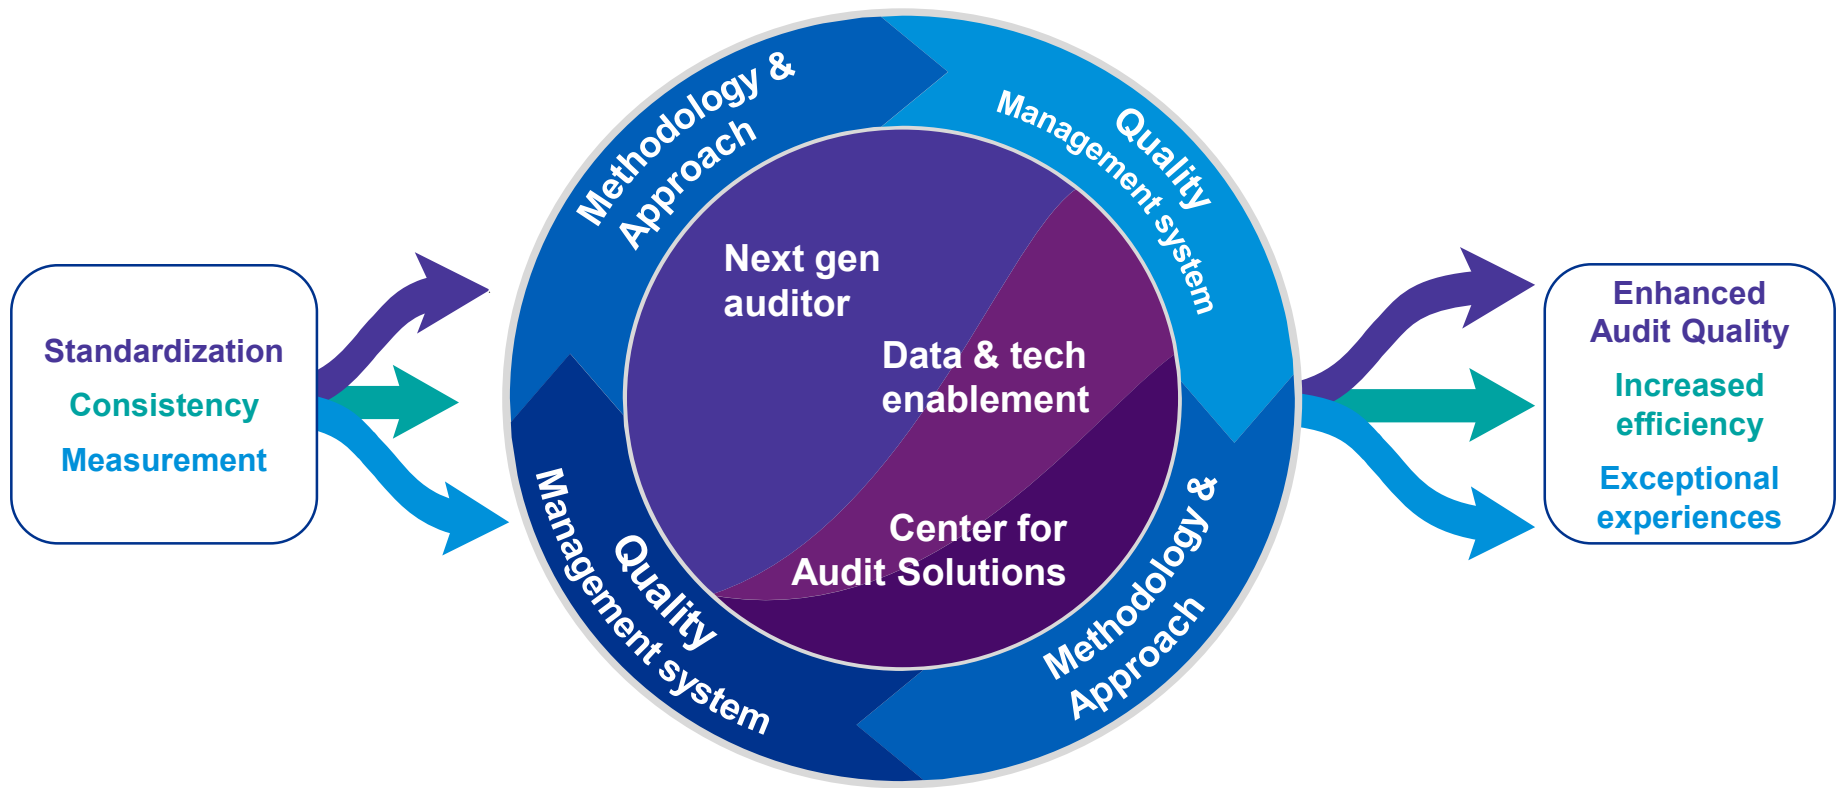 Standardization
Consistency
Measurement
Methodology &
Approach
Quality
Management system
Next gen
auditor
Data & tech
enablement
Center for
Audit Solutions
Quality
Management system
Methodology &
Approach
Enhanced
Audit Quality
Increased
efficiency
Exceptional
experiences